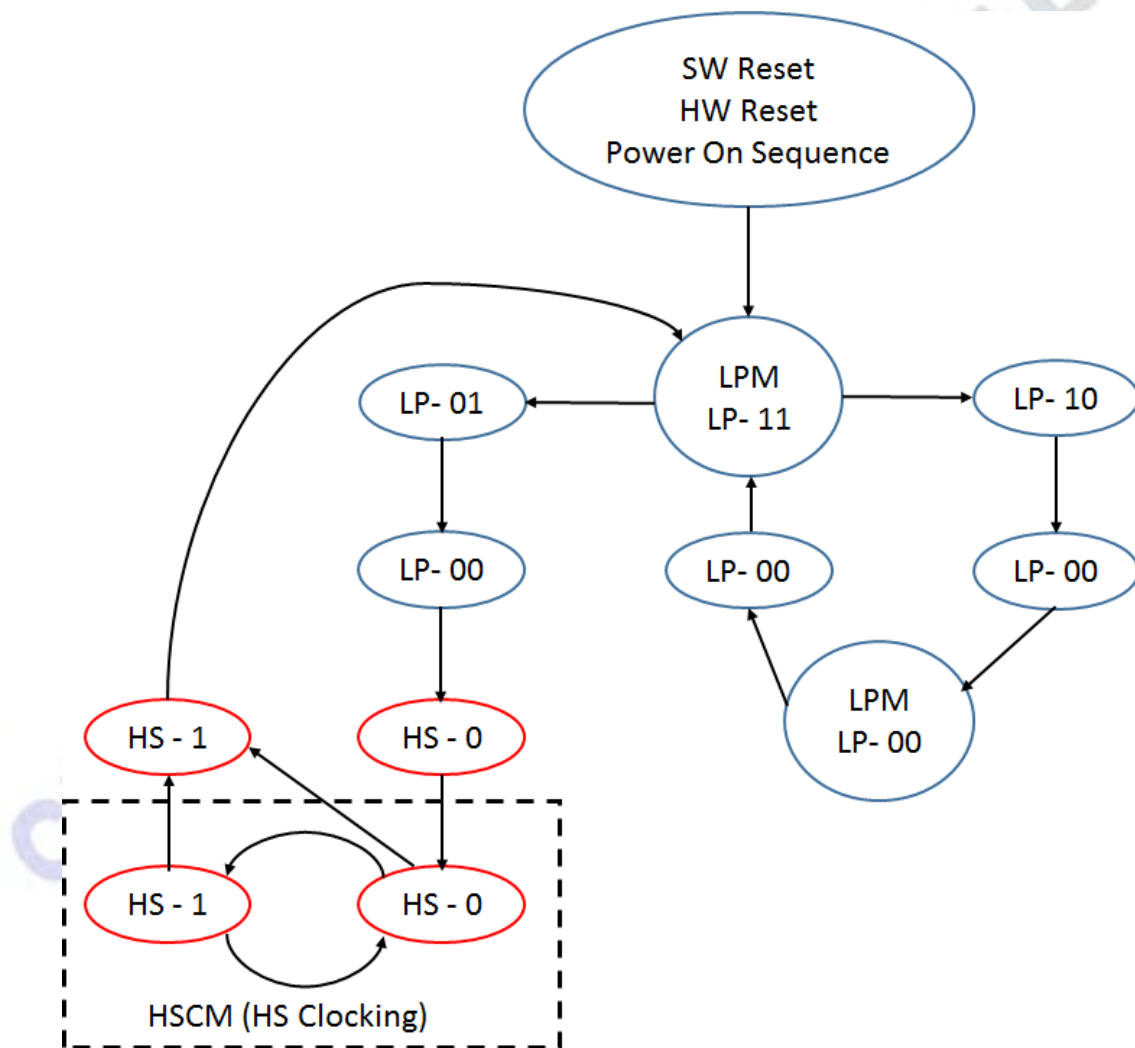 SW Reset
HW Reset
Power On Sequence
LPM
LP- 11
LP- 01
LP- 10
LP- 00
LP- 00
LP- 00
LPM
LP- 00
HS - 1
HS - 0
HS - 1
HS - 0
HSCM (HS Clocking)